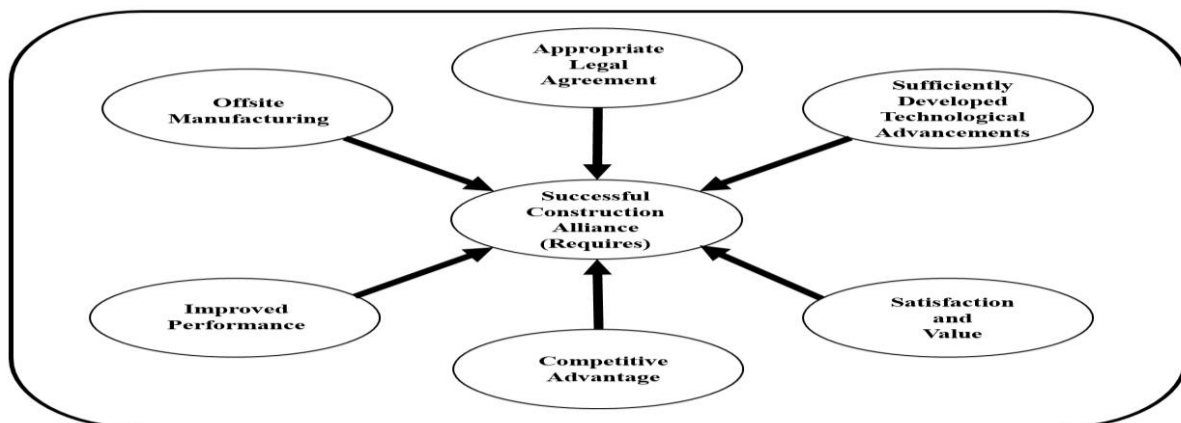 Appropriate
Legal
Agreement
Offsite
Manufacturing
Sufficiently
Developed
Technological
Advancements
Successful
Construction
Alliance
(Requires)
Improved
Performance
Competitive
Advantage
Satisfaction
and
Value